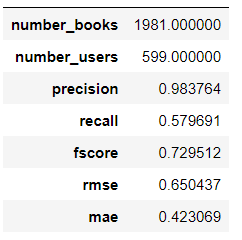 number_books 1981.000000
number_users 599.000000
precision 0.983764
recall 0.579691
fscore 0.729512
rmse 0.650437
mae 0.423069